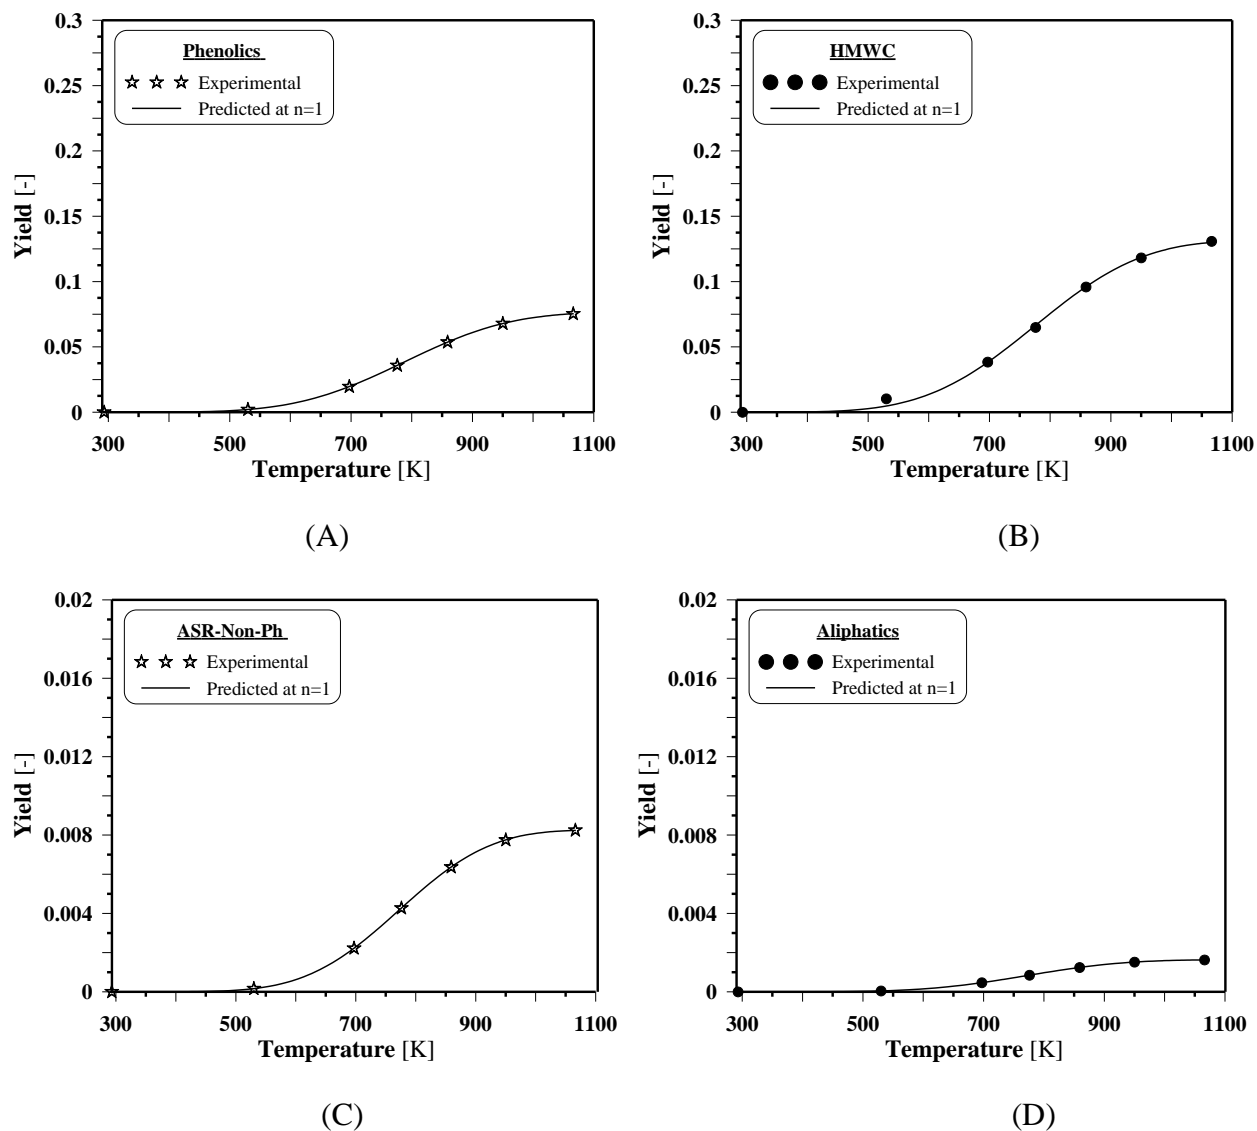 0.3
0.25
0.2
0.15
0.1
0.05
0
Yield [-]
Phenolics
Experimental
Predicted at n=1
300 500 700 900 1100
Temperature [K]
(A)
0.3
0.25
0.2
0.15
0.1
0.05
0
Yield [-]
HMWC
Experimental
Predicted at n=1
300 500 700 900 1100
Temperature [K]
(B)
0.02
0.016
0.012
0.008
0.004
0
Yield [-]
ASR-Non-Ph
Experimental
Predicted at n=1
300 500 700 900 1100
Temperature [K]
(C)
0.02
0.016
0.012
0.008
0.004
0
Yield [-]
Aliphatics
Experimental
Predicted at n=1
300 500 700 900 1100
Temperature [K]
(D)